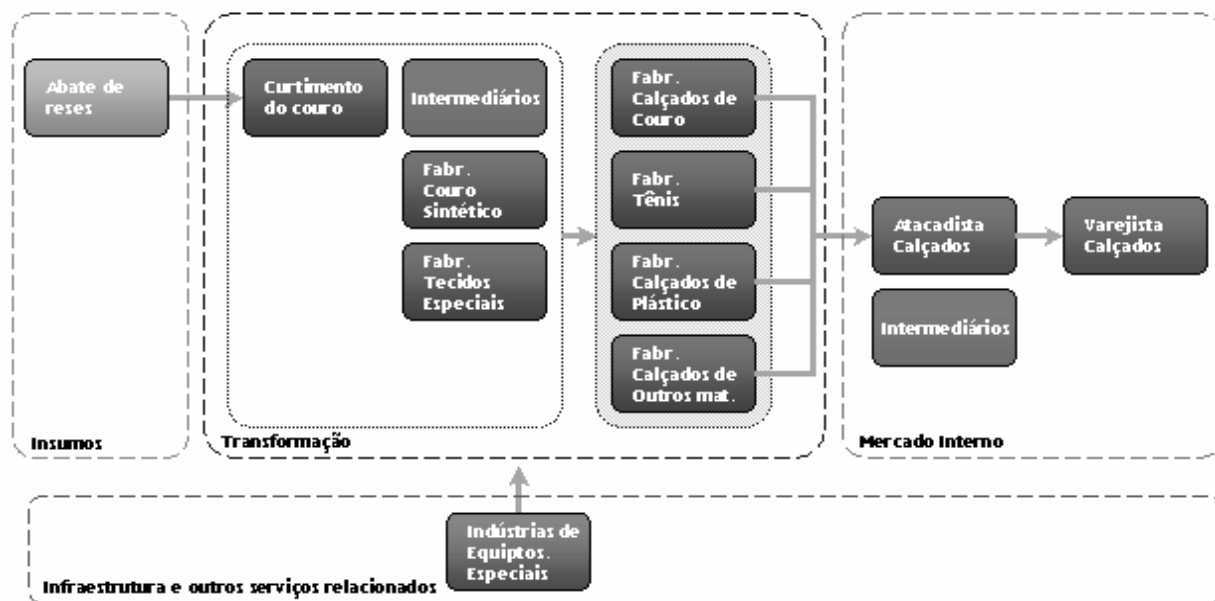 Abate de
reses
Curtimento
do couro
Intermediários
Fabr.
Couro
Sintético
Fabr.
Tecidos
Especiais
Fabr.
Calçados de
Couro
Fabr.
Tênis
Fabr.
Calçados de
Plástico
Fabr.
Calçados de
Outros mat.
Atacadista
Calçados
Varejista
Calçados
Intermediários
Insumos
Transformação
Mercado Interno
Indústrias de
Equiptos.
Especiais
Infraestrutura e outros serviços relacionados